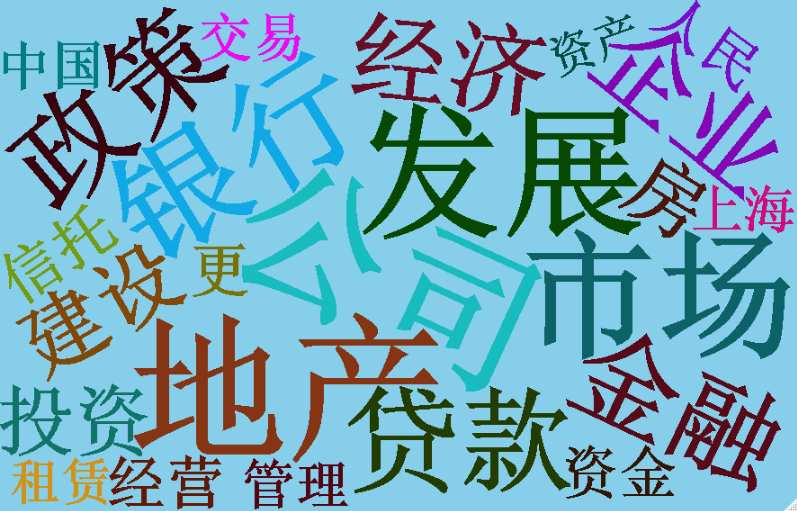 中国
政策
交易
经济
资产
企业
人民
银行
发展
房
上海
公司
信托
建设
更
市场
地产
投资
贷款
金融
租赁
经营
管理
资金